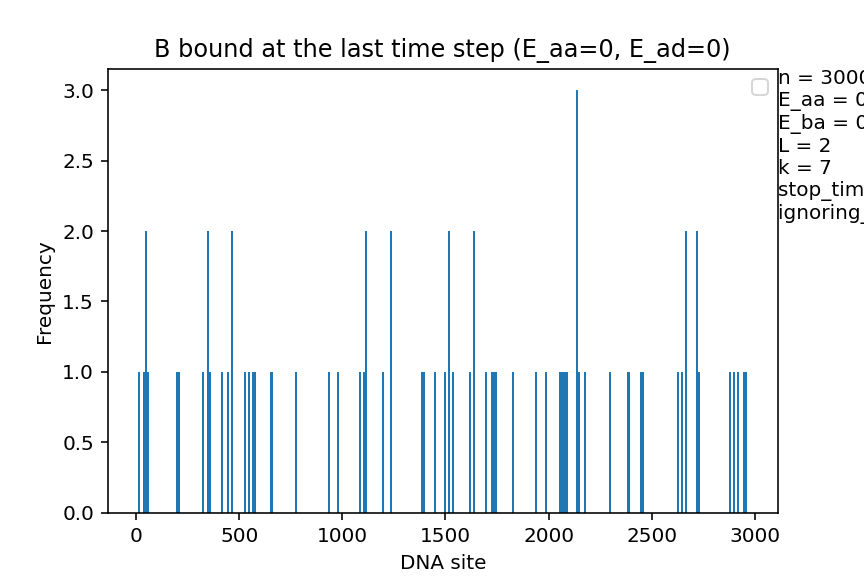 B bound at the last time step (E_aa=0, E_ad=0)
n = 3000
E_aa = 0
E_ba = 0
L = 2
k = 7
stop_tim
ignoring_
3.0
2.5
2.0
1.5
1.0
0.5
0.0
Frequency
0 500 1000 1500 2000 2500 3000
DNA site